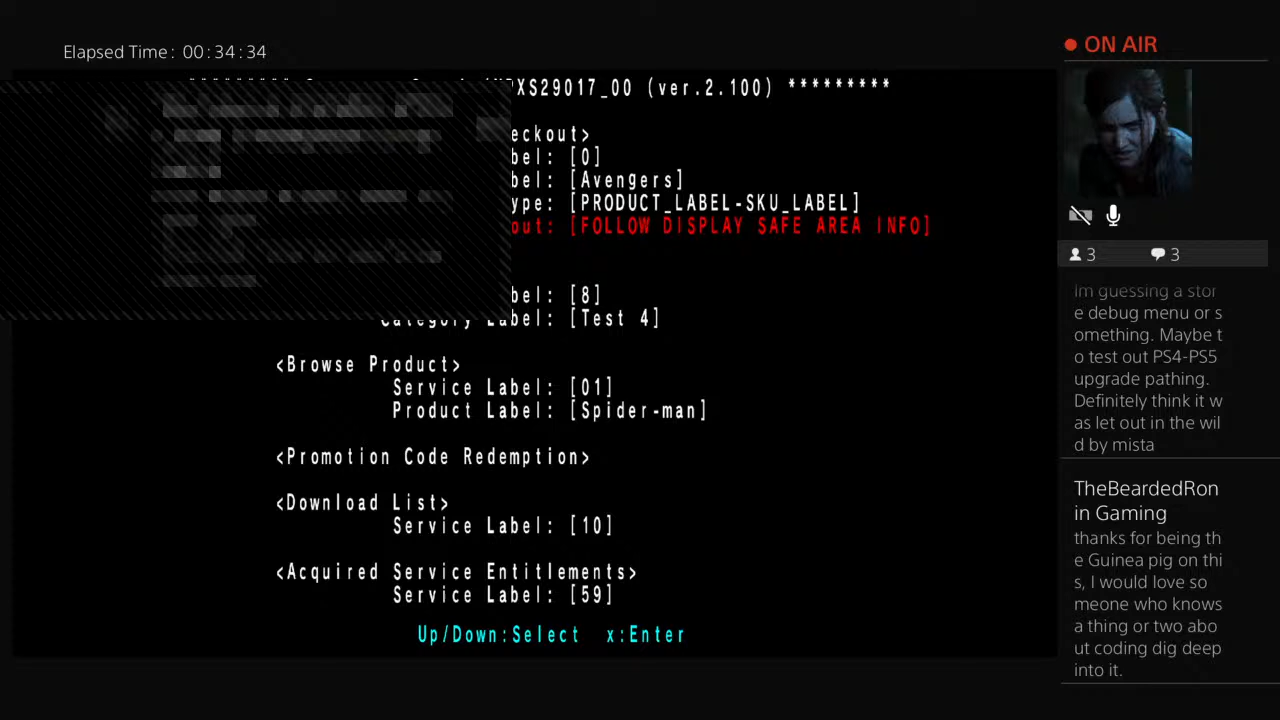 Elapsed Time: 00:34:34
ON AIR
XS29017_00 (ver.2.100) *********
eckout>
bel: [0]
bel: [Avengers]
ype: [PRODUCT_LABEL-SKU_LABEL]
out: [FOLLOW DISPLAY SAFE AREA INFO]
bel: [8]
Category Label: [Test 4]
<Browse Product>
Service Label: [01]
Product Label: [Spider-man]
<Promotion Code Redemption>
<Download List>
Service Label: [10]
<Acquired Service Entitlements>
Service Label: [59]
Up/Down:Select x:Enter
3 3
Im guessing a stor
e debug menu or s
omething. Maybe t
o test out PS4-PS5
upgrade pathing.
Definitely think it w
as let out in the wil
d by mista
TheBeardedRon
in Gaming
thanks for being th
e Guinea pig on thi
s, I would love so
meone who knows
a thing or two abo
ut coding dig deep
into it.